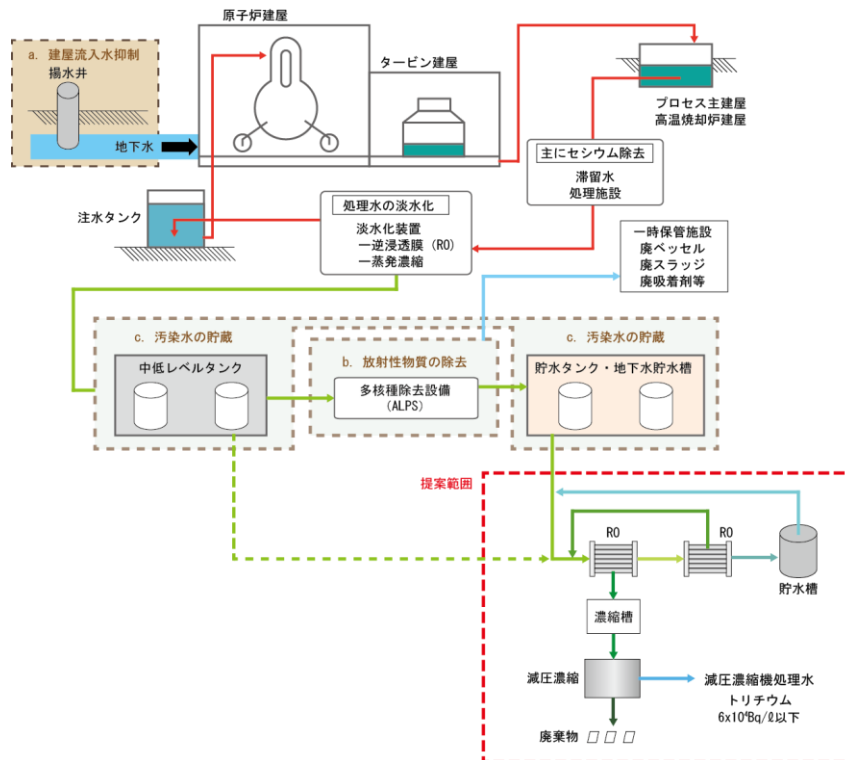 原子炉建屋
a. 建屋流入水抑制
揚水井
地下水
タービン建屋
プロセス主建屋
高温焼却炉建屋
主にセシウム除去
滞留水
処理施設
注水タンク
処理水の淡水化
淡水化装置
―逆浸透膜 (RO)
―蒸発濃縮
一時保管施設
廃ベッセル
廃スラッジ
廃吸着剤等
c. 汚染水の貯蔵
中低レベルタンク
b. 放射性物質の除去
多核種除去設備
(ALPS)
c. 汚染水の貯蔵
貯水タンク・地下水貯水槽
提案範囲
RO
RO
貯水槽
濃縮槽
減圧濃縮
減圧濃縮機処理水
トリチウム
6x10⁴Bq/ℓ以下
廃棄物